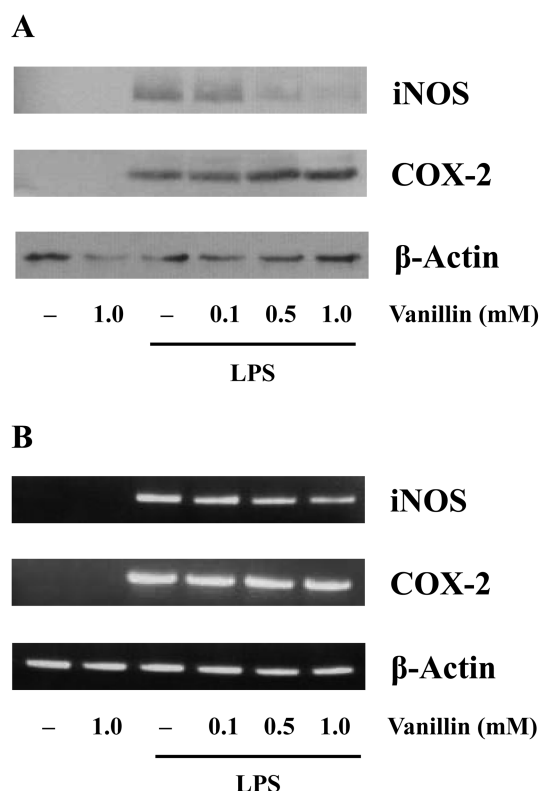 A
iNOS
COX-2
β-Actin
– 1.0 – 0.1 0.5 1.0 Vanillin (mM)
LPS
B
iNOS
COX-2
β-Actin
– 1.0 – 0.1 0.5 1.0 Vanillin (mM)
LPS